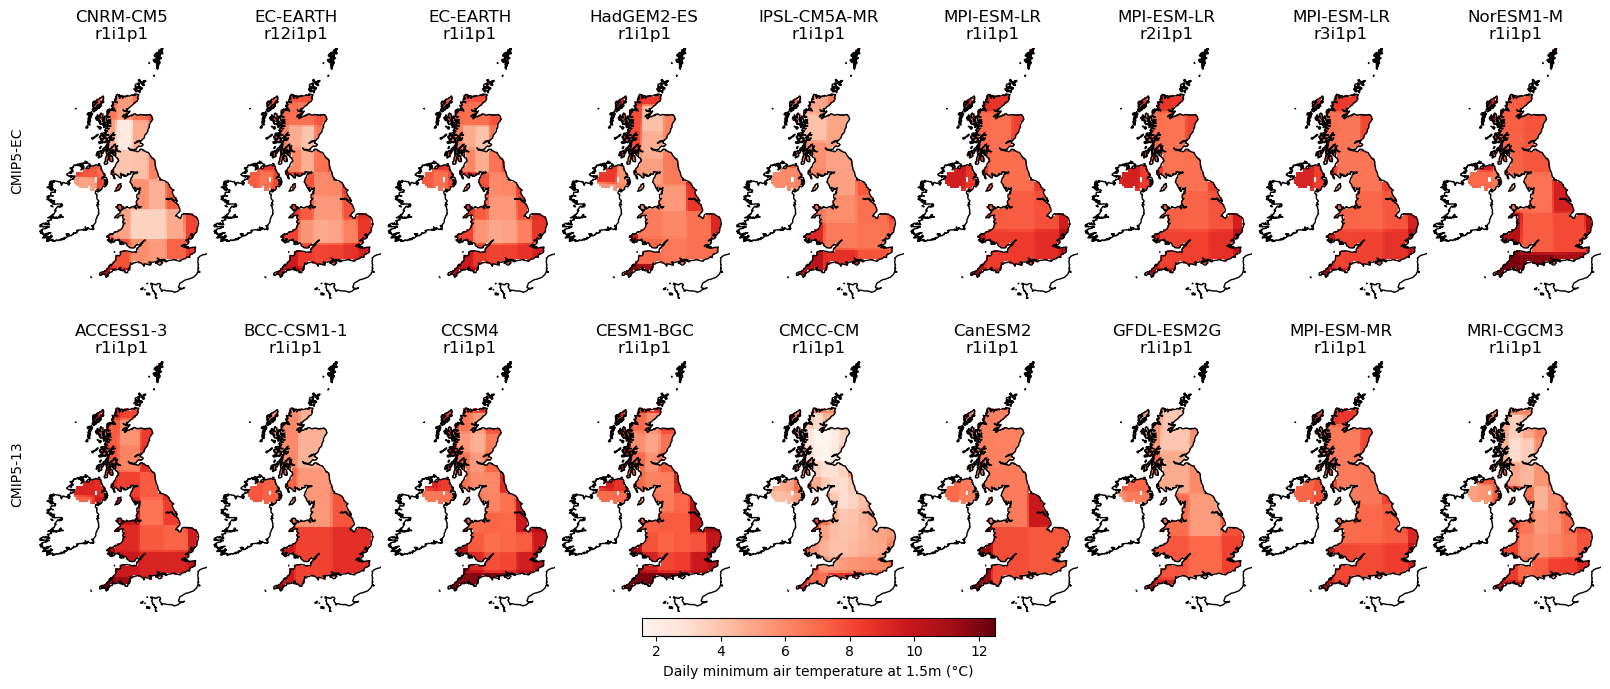 CNRM-CM5 EC-EARTH EC-EARTH HadGEM2-ES IPSL-CM5A-MR MPI-ESM-LR MPI-ESM-LR MPI-ESM-LR NorESM1-M
r1i1p1 r12i1p1 r1i1p1 r1i1p1 r1i1p1 r1i1p1 r2i1p1 r3i1p1 r1i1p1
CMIP5-EC
ACCESS1-3 BCC-CSM1-1 CCSM4 CESM1-BGC CMCC-CM CanESM2 GFDL-ESM2G MPI-ESM-MR MRI-CGCM3
r1i1p1 r1i1p1 r1i1p1 r1i1p1 r1i1p1 r1i1p1 r1i1p1 r1i1p1 r1i1p1
CMIP5-13
2 4 6 8 10 12
Daily minimum air temperature at 1.5m (°C)